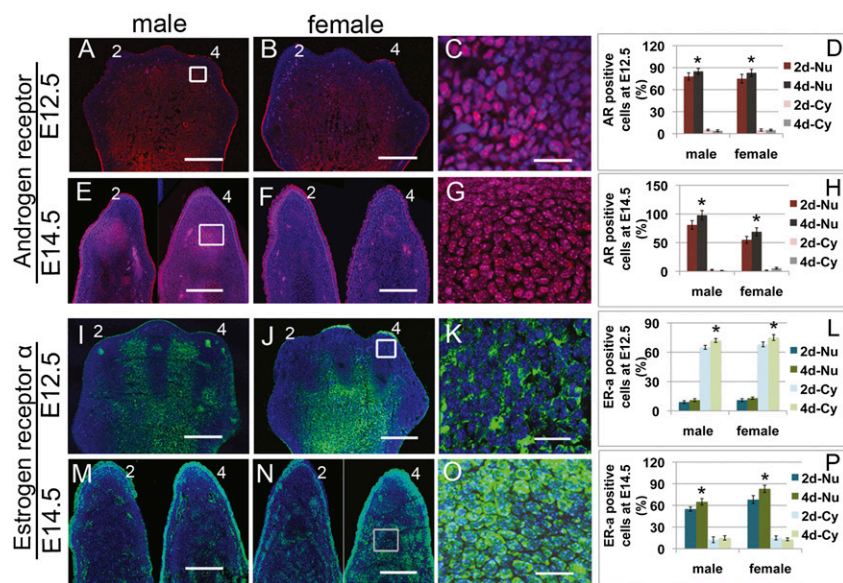 male female
Androgen receptor
E12.5
E14.5
Estrogen receptor α
E12.5
E14.5
A 2 4
B 2 4
C
D
AR positive
cells at E12.5
(%)
120
90
60
30
0
*
*
male female
2d-Nu
4d-Nu
2d-Cy
4d-Cy
E 2 4
F 2 4
G
H
AR positive
cells at E14.5
(%)
150
100
50
0
*
*
male female
2d-Nu
4d-Nu
2d-Cy
4d-Cy
I 2 4
J 2 4
K
L
ER-a positive
cells at E12.5
(%)
90
60
30
0
*
*
male female
2d-Nu
4d-Nu
2d-Cy
4d-Cy
M 2 4
N 2 4
O
P
ER-a positive
cells at E14.5
(%)
120
90
60
30
0
*
*
male female
2d-Nu
4d-Nu
2d-Cy
4d-Cy